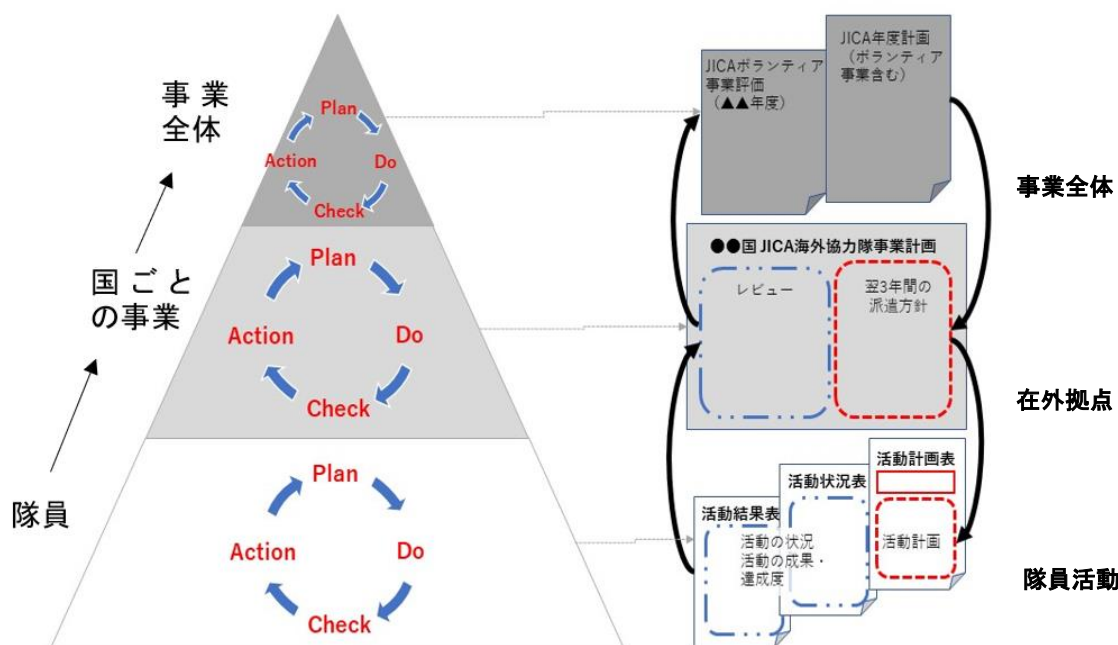 事業
全体
国ごと
の事業
隊員
Plan
Do
Check
Action
Plan
Do
Check
Action
Plan
Do
Check
Action
JICAボランティア
事業評価
（▲▲年度）
JICA年度計画
（ボランティア
事業含む）
●●国 JICA海外協力隊事業計画
レビュー
翌3年間の
派遣方針
活動結果表
活動状況表
活動計画表
活動の状況
活動の成果・
達成度
活動計画
事業全体
在外拠点
隊員活動